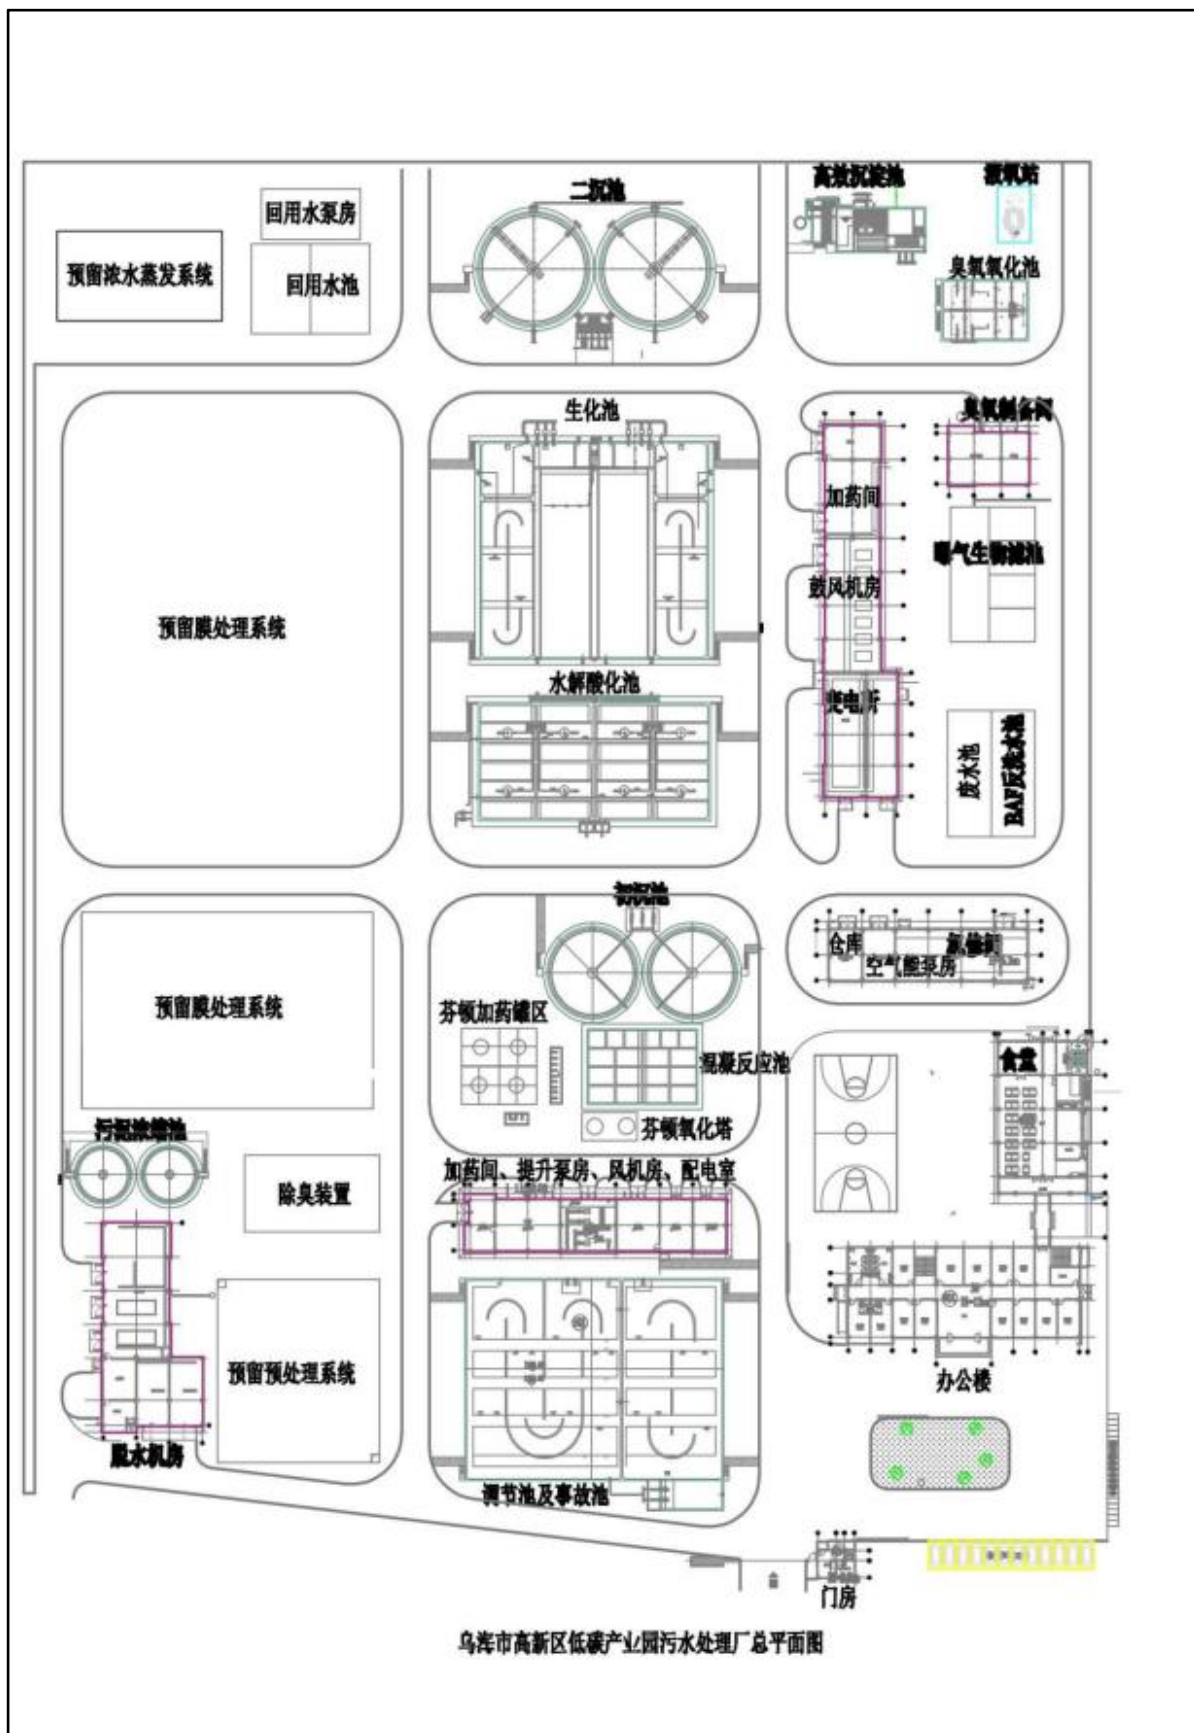 二沉池
高效沉淀池
液氧站
回用水泵房
预留浓水蒸发系统
回用水池
臭氧氧化池
生化池
臭氧制备间
加药间
曝气生物滤池
鼓风机房
预留膜处理系统
水解酸化池
变电所
废水池
BAF反洗水池
初沉池
仓库
空气能泵房
预留膜处理系统
芬顿加药罐区
混凝反应池
食堂
污泥浓缩池
芬顿氧化塔
加药间、提升泵房、风机房、配电室
除臭装置
预留预处理系统
办公楼
脱水机房
调节池及事故池
门房
乌海市高新区低碳产业园污水处理厂总平面图